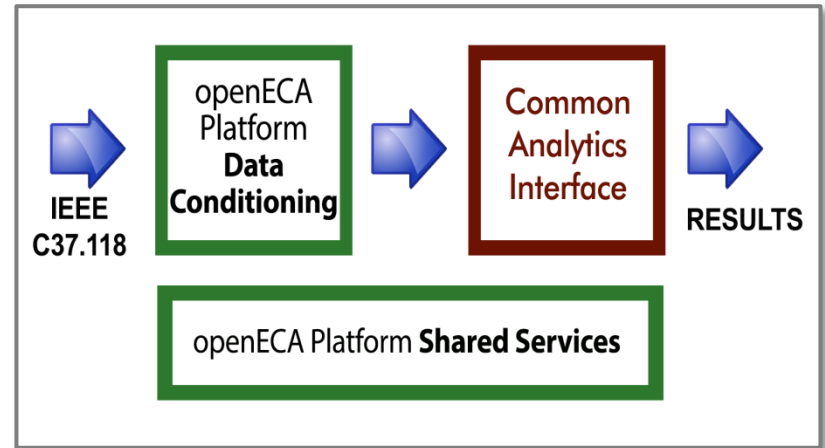 IEEE
C37.118
openECA
Platform
Data
Conditioning
Common
Analytics
Interface
RESULTS
openECA Platform Shared Services